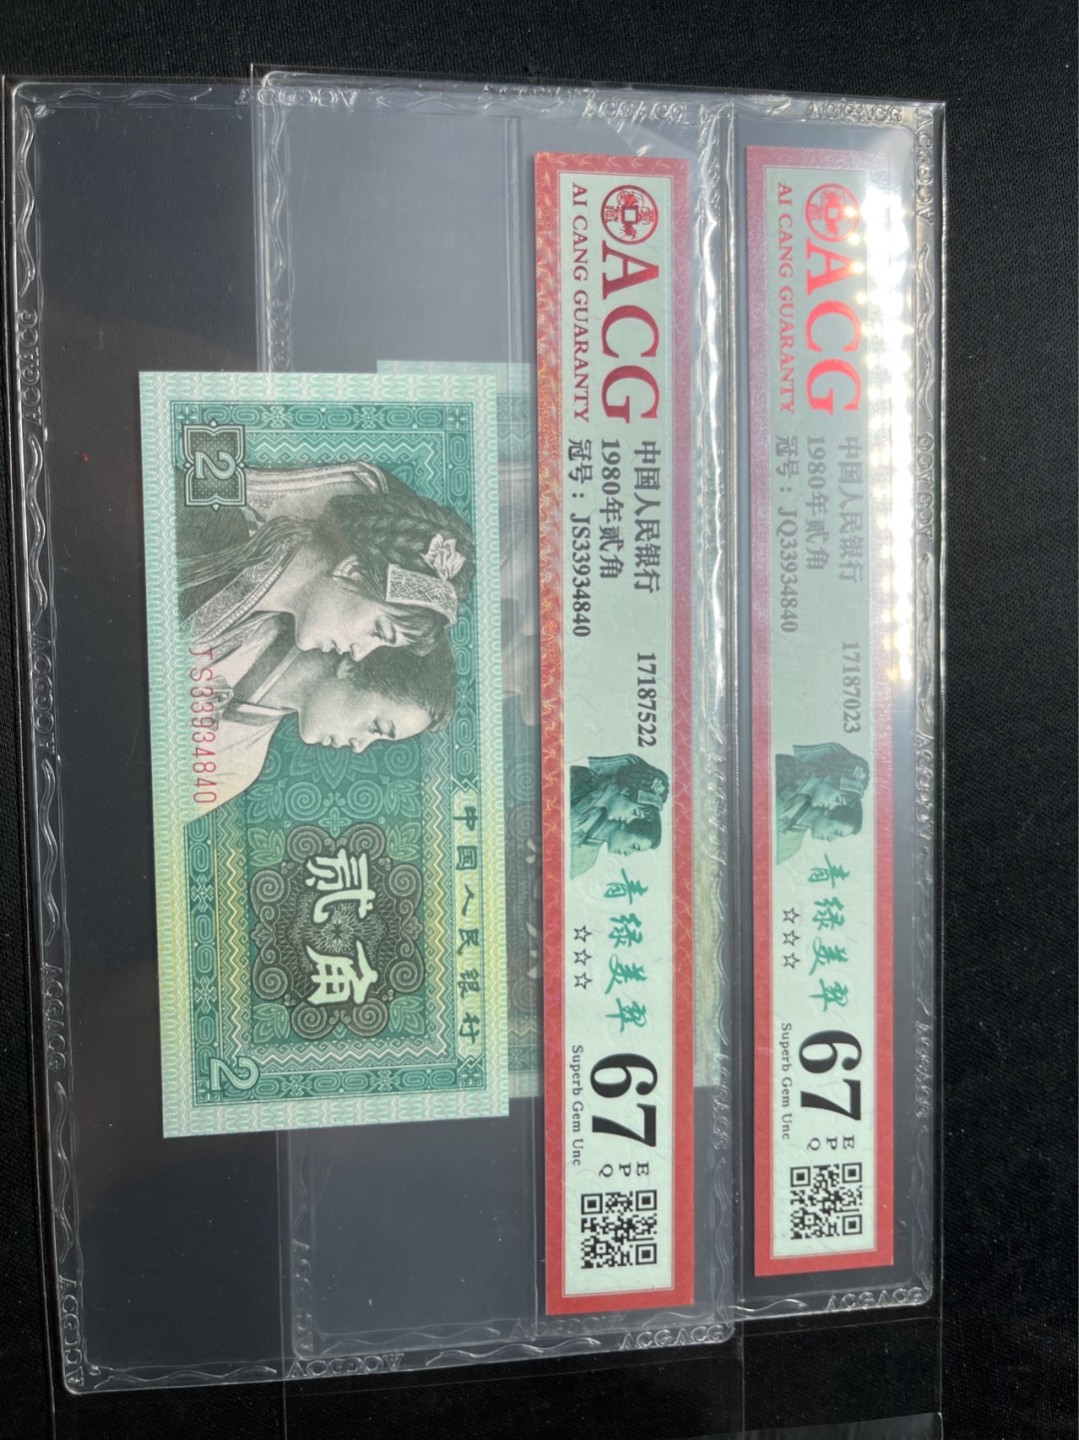 ACG
AI CANG GUARANTY
中国人民银行
1980年贰角
冠号：JQ33934840
17187023
青绿美翠
☆☆☆
67
EPQ
Superb Gem Unc
ACG
AI CANG GUARANTY
中国人民银行
1980年贰角
冠号：JS33934840
17187522
青绿美翠
☆☆☆
67
EPQ
Superb Gem Unc
中国人民银行
贰角
2
2
JS33934840